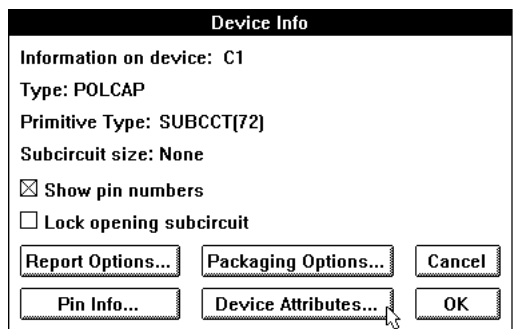 Device Info
Information on device: C1
Type: POLCAP
Primitive Type: SUBCCT(72)
Subcircuit size: None
Show pin numbers
Lock opening subcircuit
Report Options... Packaging Options... Cancel
Pin Info... Device Attributes... OK